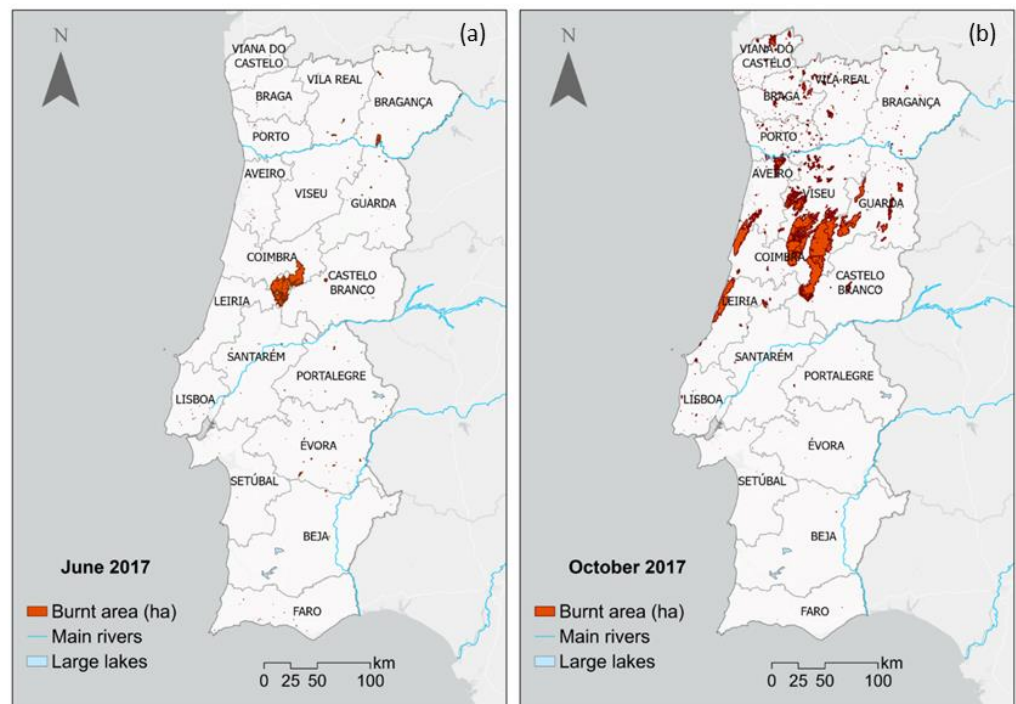 (a)
N
VIANA DO
CASTELO
VILA REAL
BRAGA
BRAGANÇA
PORTO
AVEIRO
VISEU
GUARDA
COIMBRA
CASTELO
BRANCO
LEIRIA
SANTARÉM
PORTALEGRE
LISBOA
ÉVORA
SETÚBAL
BEJA
June 2017
FARO
Burnt area (ha)
Main rivers
Large lakes
km
0 25 50 100
(b)
N
VIANA DO
CASTELO
VILA REAL
BRAGA
BRAGANÇA
PORTO
AVEIRO
VISEU
GUARDA
COIMBRA
CASTELO
BRANCO
LEIRIA
SANTARÉM
PORTALEGRE
LISBOA
ÉVORA
SETÚBAL
BEJA
October 2017
FARO
Burnt area (ha)
Main rivers
Large lakes
km
0 25 50 100